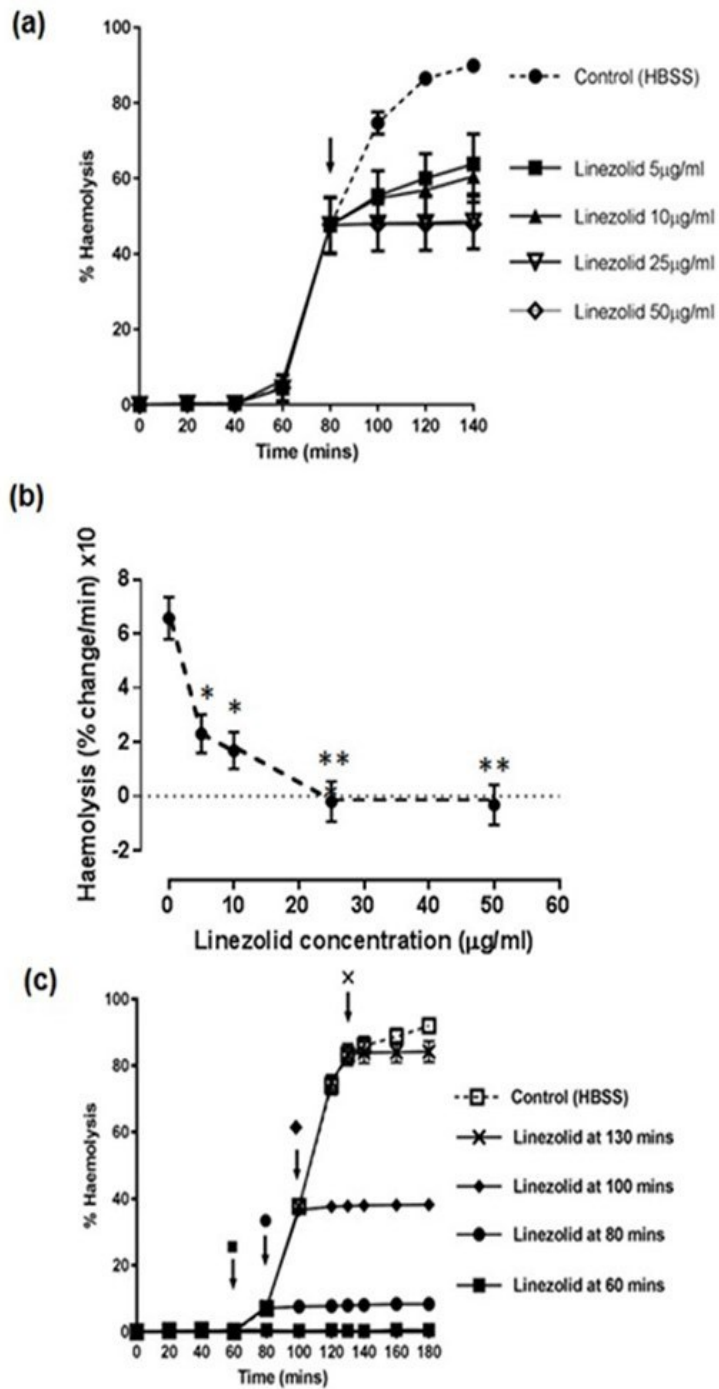 (a)
100
80
60
40
20
0
% Haemolysis
0 20 40 60 80 100 120 140
Time (mins)
Control (HBSS)
Linezolid 5µg/ml
Linezolid 10µg/ml
Linezolid 25µg/ml
Linezolid 50µg/ml
(b)
8
6
4
2
0
-2
Haemolysis (% change/min) x10
* * ** **
0 10 20 30 40 50 60
Linezolid concentration (µg/ml)
(c)
100
80
60
40
20
0
% Haemolysis
0 20 40 60 80 100 120 140 160 180
Time (mins)
Control (HBSS)
Linezolid at 130 mins
Linezolid at 100 mins
Linezolid at 80 mins
Linezolid at 60 mins